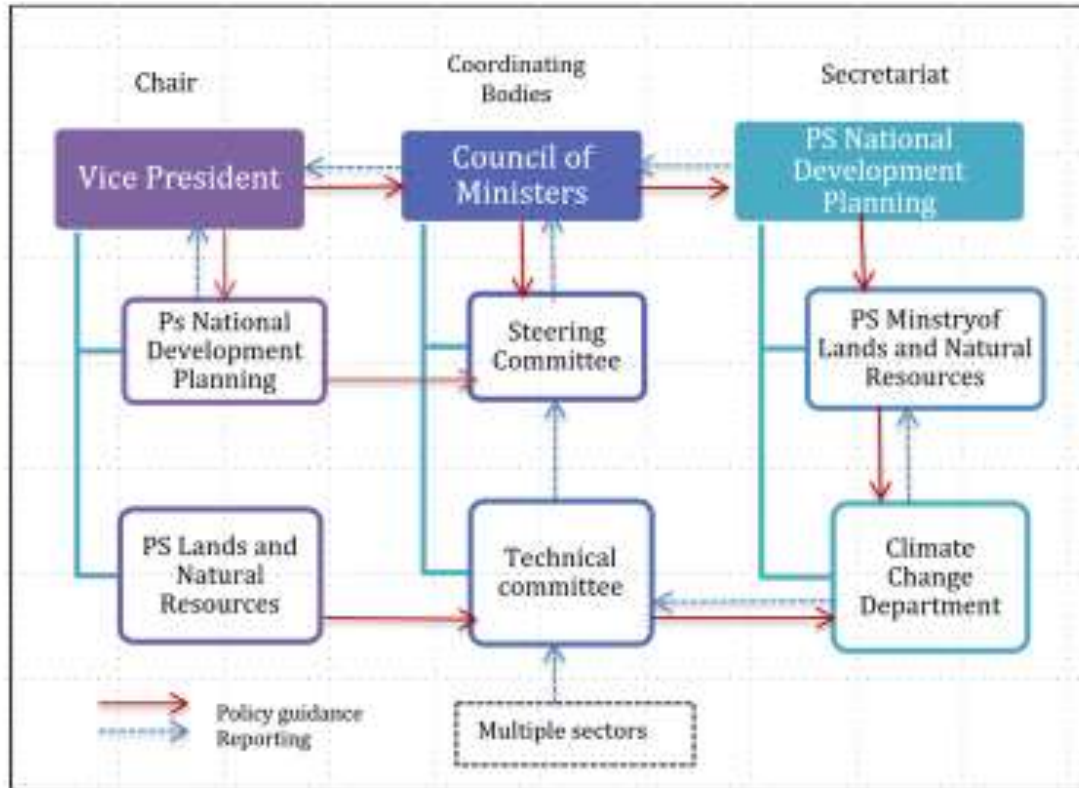 Chair
Coordinating
Bodies
Secretariat
Vice President
Council of
Ministers
PS National
Development
Planning
Ps National
Development
Planning
Steering
Committee
PS Minstryof
Lands and Natural
Resources
PS Lands and
Natural
Resources
Technical
committee
Climate
Change
Department
Policy guidance
Reporting
Multiple sectors